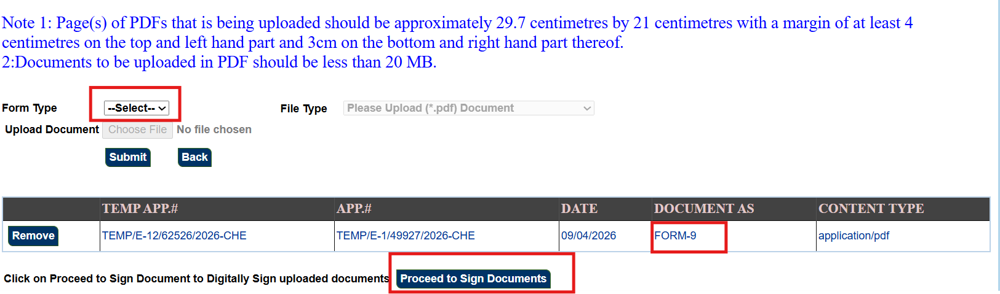 Note 1: Page(s) of PDFs that is being uploaded should be approximately 29.7 centimetres by 21 centimetres with a margin of at least 4
centimetres on the top and left hand part and 3cm on the bottom and right hand part thereof.
2:Documents to be uploaded in PDF should be less than 20 MB.
Form Type --Select-- File Type Please Upload (*.pdf) Document
Upload Document Choose File No file chosen
Submit Back
TEMP APP.# APP.# DATE DOCUMENT AS CONTENT TYPE
Remove TEMP/E-12/62526/2026-CHE TEMP/E-1/49927/2026-CHE 09/04/2026 FORM-9 application/pdf
Click on Proceed to Sign Document to Digitally Sign uploaded documents Proceed to Sign Documents